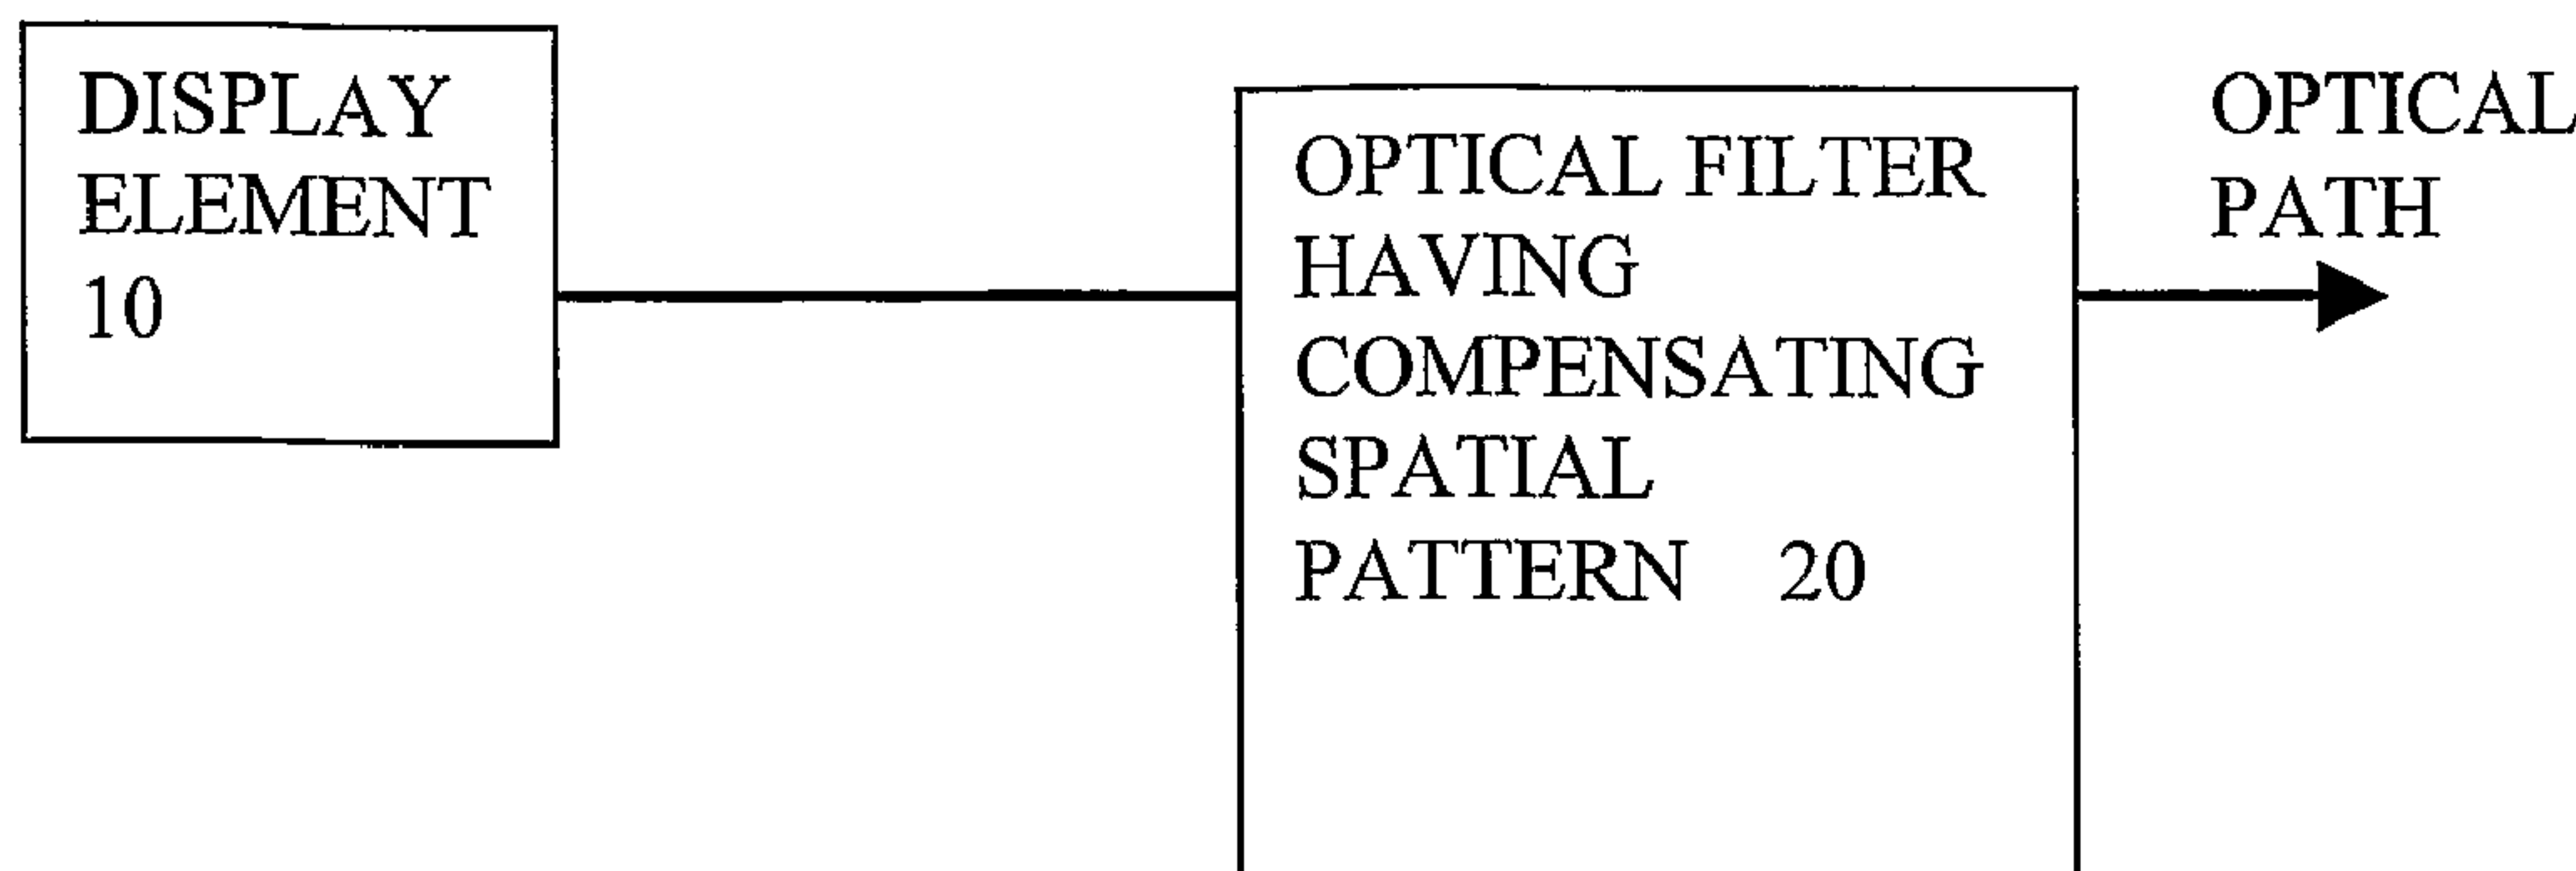 DISPLAY
ELEMENT
10
OPTICAL FILTER
HAVING
COMPENSATING
SPATIAL
PATTERN 20
OPTICAL
PATH